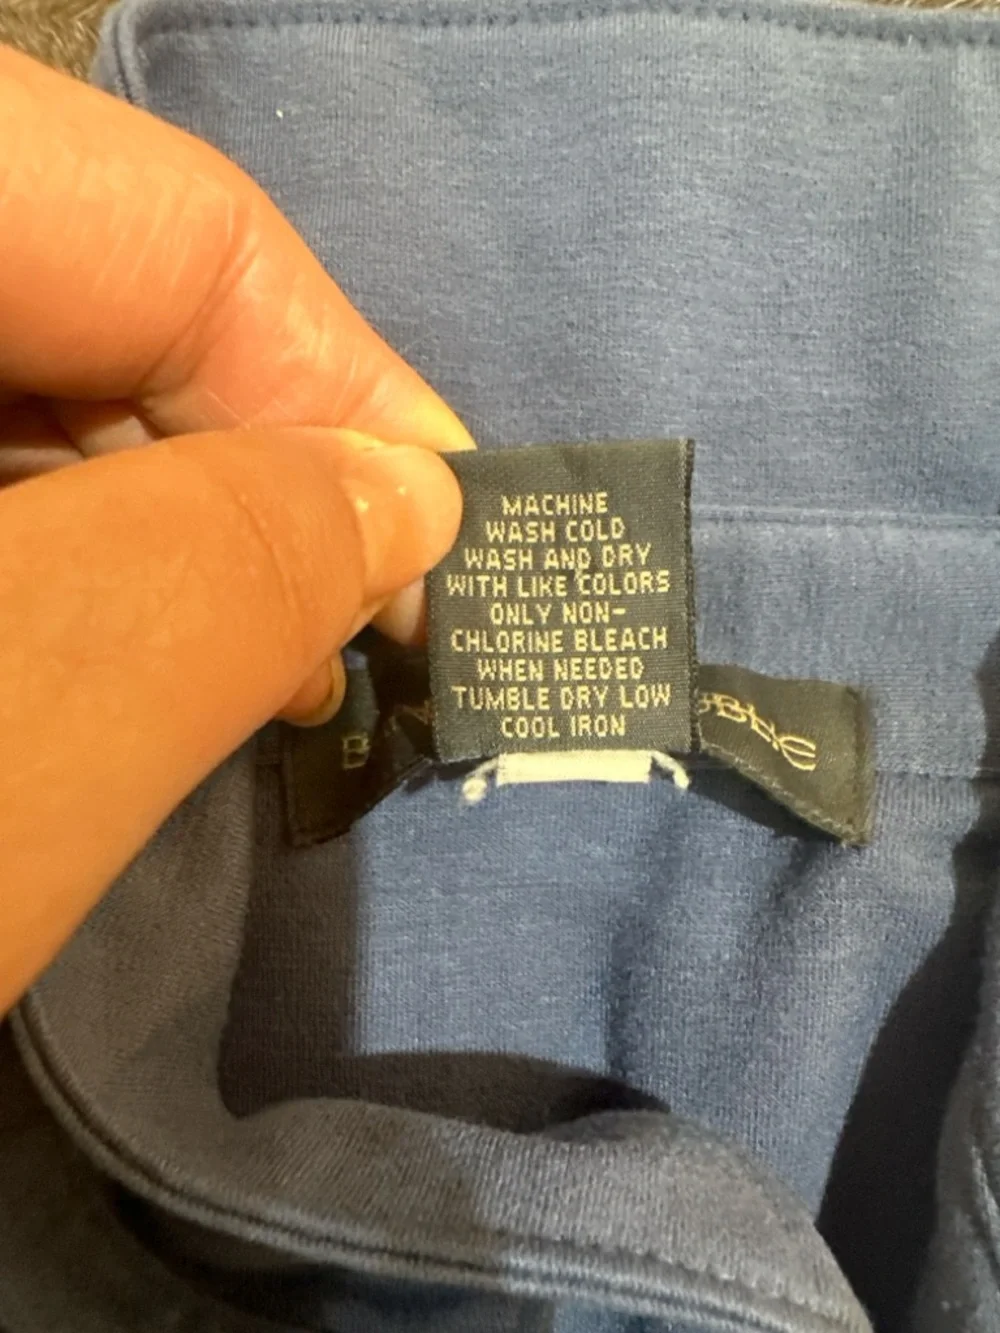 MACHINE
WASH COLD
WASH AND DRY
WITH LIKE COLORS
ONLY NON-
CHLORINE BLEACH
WHEN NEEDED
TUMBLE DRY LOW
COOL IRON